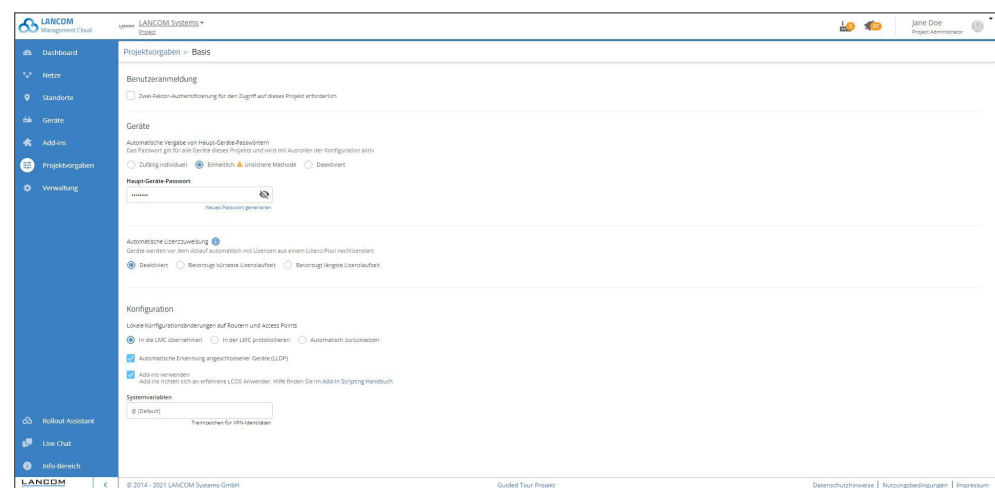 LANCOM
Management Cloud
LANCOM Systems
Project
Jane Doe
Project Administrator
Dashboard
Netze
Standorte
Geräte
Add-ins
Projektvorgaben
Verwaltung
Rollout Assistant
Live Chat
Info-Bereich
LANCOM
Projektvorgaben > Basis
Benutzeranmeldung
Zwei-Faktor-Authentifizierung für den Zugriff auf dieses Projekt erforderlich
Geräte
Automatische Vergabe von Haupt-Geräte-Passwörtern
Das Passwort gilt für alle Geräte dieses Projekts und wird mit Ausrollen der Konfiguration aktiv
Zufällig individuell Einheitlich Unsichere Methode Deaktiviert
Haupt-Geräte-Passwort
••••••••
Neues Passwort generieren
Automatische Lizenzzuweisung
Geräte werden vor dem Ablauf automatisch mit Lizenzen aus einem Lizenz-Pool nachlizensiert
Deaktiviert Bevorzugt kürzeste Lizenzlaufzeit Bevorzugt längste Lizenzlaufzeit
Konfiguration
Lokale Konfigurationsänderungen auf Routern und Access Points
In die LMC übernehmen In der LMC protokollieren Automatisch zurücksetzen
Automatische Erkennung angeschlossener Geräte (LLDP)
Add-ins verwenden
Add-ins richten sich an erfahrene LCOS Anwender. Hilfe finden Sie im Add-In Scripting Handbuch
Systemvariablen
@ (Default)
Trennzeichen für VPN-Identitäten
© 2014 - 2021 LANCOM Systems GmbH
Guided Tour Projekt
Datenschutzhinweise | Nutzungsbedingungen | Impressum